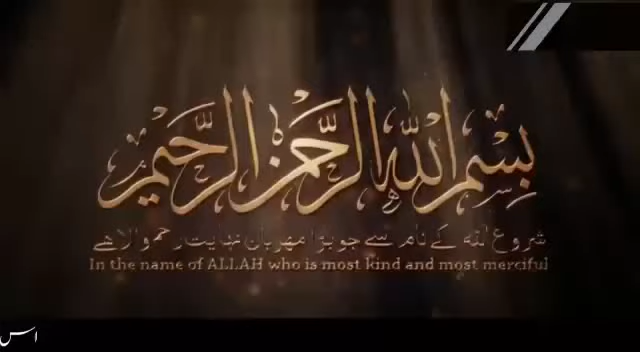 بِسْمِ اللهِ الرَّحْمٰنِ الرَّحِيْمِ
شروع اللہ کے نام سے جو بڑا مہربان نہایت رحم والا ہے
In the name of ALLAH who is most kind and most merciful
اس